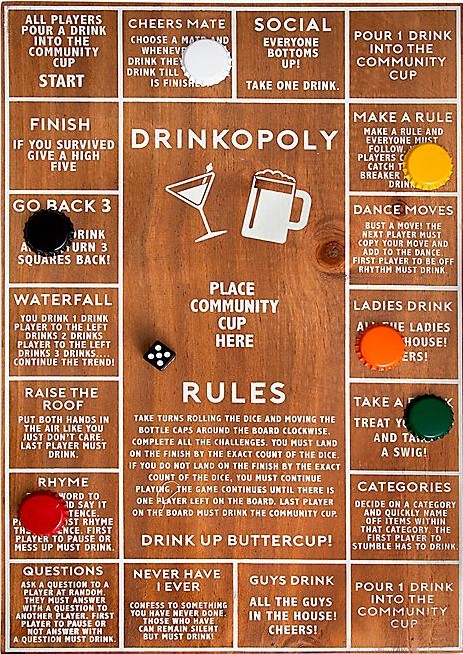 ALL PLAYERS
POUR A DRINK
INTO THE
COMMUNITY
CUP
START
CHEERS MATE
CHOOSE A MATE AND
WHENEVER
DRINK THEY
DRINK TILL
IS FINISHED
SOCIAL
EVERYONE
BOTTOMS
UP!
TAKE ONE DRINK.
POUR 1 DRINK
INTO THE
COMMUNITY
CUP
MAKE A RULE
MAKE A RULE AND
EVERYONE MUST
FOLLOW.
PLAYERS
CATCH
BREAKER
DRINK
DANCE MOVES
BUST A MOVE! THE
NEXT PLAYER MUST
COPY YOUR MOVE AND
ADD TO THE DANCE.
FIRST PLAYER TO BE OFF
RHYTHM MUST DRINK.
LADIES DRINK
ALL THE LADIES
HOUSE!
TAKE A
TREAT
AND
A SWIG!
CATEGORIES
DECIDE ON A CATEGORY
AND QUICKLY NAME
OFF ITEMS WITHIN
THAT CATEGORY. THE
FIRST PLAYER TO
STUMBLE HAS TO DRINK.
POUR 1 DRINK
INTO THE
COMMUNITY
CUP
GUYS DRINK
ALL THE GUYS
IN THE HOUSE!
CHEERS!
NEVER HAVE
I EVER
CONFESS TO SOMETHING
YOU HAVE NEVER DONE.
THOSE WHO HAVE
CAN REMAIN SILENT
BUT MUST DRINK!
QUESTIONS
ASK A QUESTION TO A
PLAYER AT RANDOM.
THEY MUST ANSWER
WITH A QUESTION TO
ANOTHER PLAYER. FIRST
PLAYER TO PAUSE OR
NOT ANSWER WITH
A QUESTION MUST DRINK.
RHYME
WORD TO
AND SAY IT
MUST RHYME
FIRST
PLAYER TO PAUSE OR
MESS UP MUST DRINK.
RAISE THE
ROOF
PUT BOTH HANDS IN
THE AIR LIKE YOU
JUST DON'T CARE.
LAST PLAYER MUST
DRINK.
WATERFALL
YOU DRINK 1 DRINK
PLAYER TO THE LEFT
DRINKS 2 DRINKS
PLAYER TO THE LEFT
DRINKS 3 DRINKS....
CONTINUE THE TREND!
GO BACK 3
DRINK
SQUARES BACK!
FINISH
IF YOU SURVIVED
GIVE A HIGH
FIVE
DRINKOPOLY
PLACE
COMMUNITY
CUP
HERE
RULES
TAKE TURNS ROLLING THE DICE AND MOVING THE
BOTTLE CAPS AROUND THE BOARD CLOCKWISE.
COMPLETE ALL THE CHALLENGES. YOU MUST LAND
ON THE FINISH BY THE EXACT COUNT OF THE DICE.
IF YOU DO NOT LAND ON THE FINISH BY THE EXACT
COUNT OF THE DICE, YOU MUST CONTINUE
PLAYING. THE GAME CONTINUES UNTIL THERE IS
ONE PLAYER LEFT ON THE BOARD. LAST PLAYER
ON THE BOARD MUST DRINK THE COMMUNITY CUP.
DRINK UP BUTTERCUP!